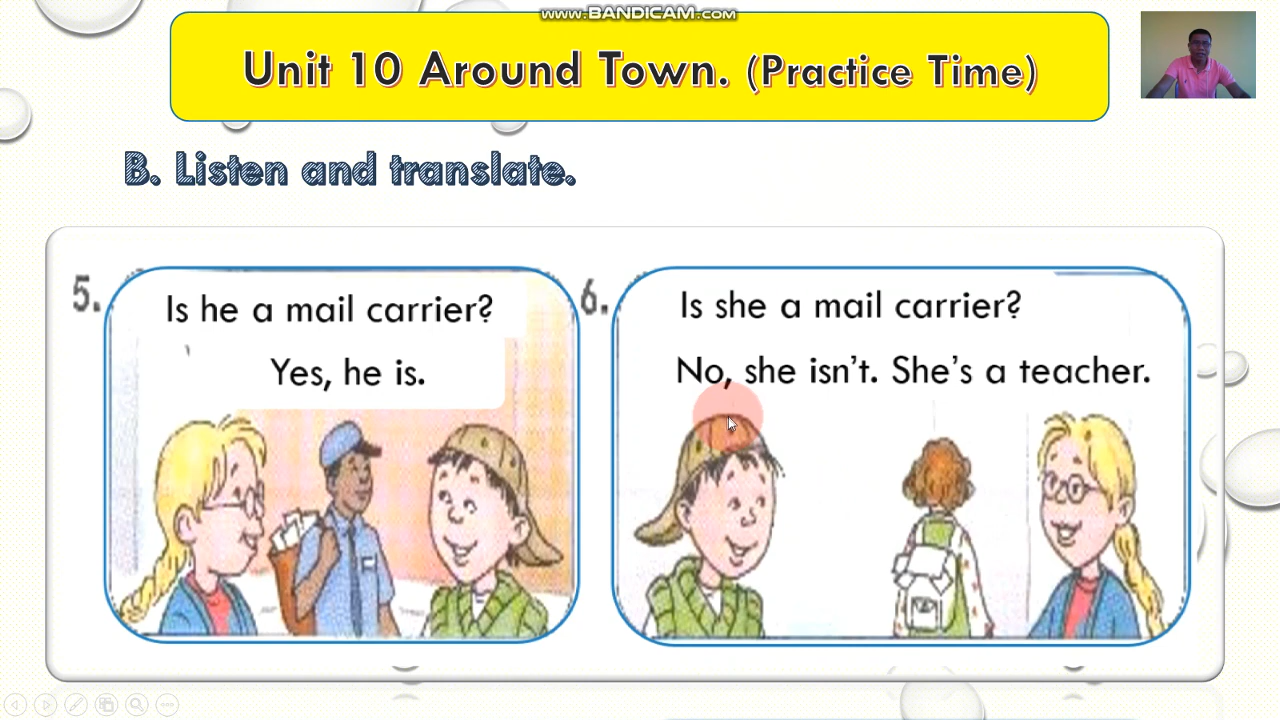 www.BANDICAM.com
Unit 10 Around Town. (Practice Time)
B. Listen and translate.
5.
Is he a mail carrier?
Yes, he is.
6.
Is she a mail carrier?
No, she isn't. She's a teacher.